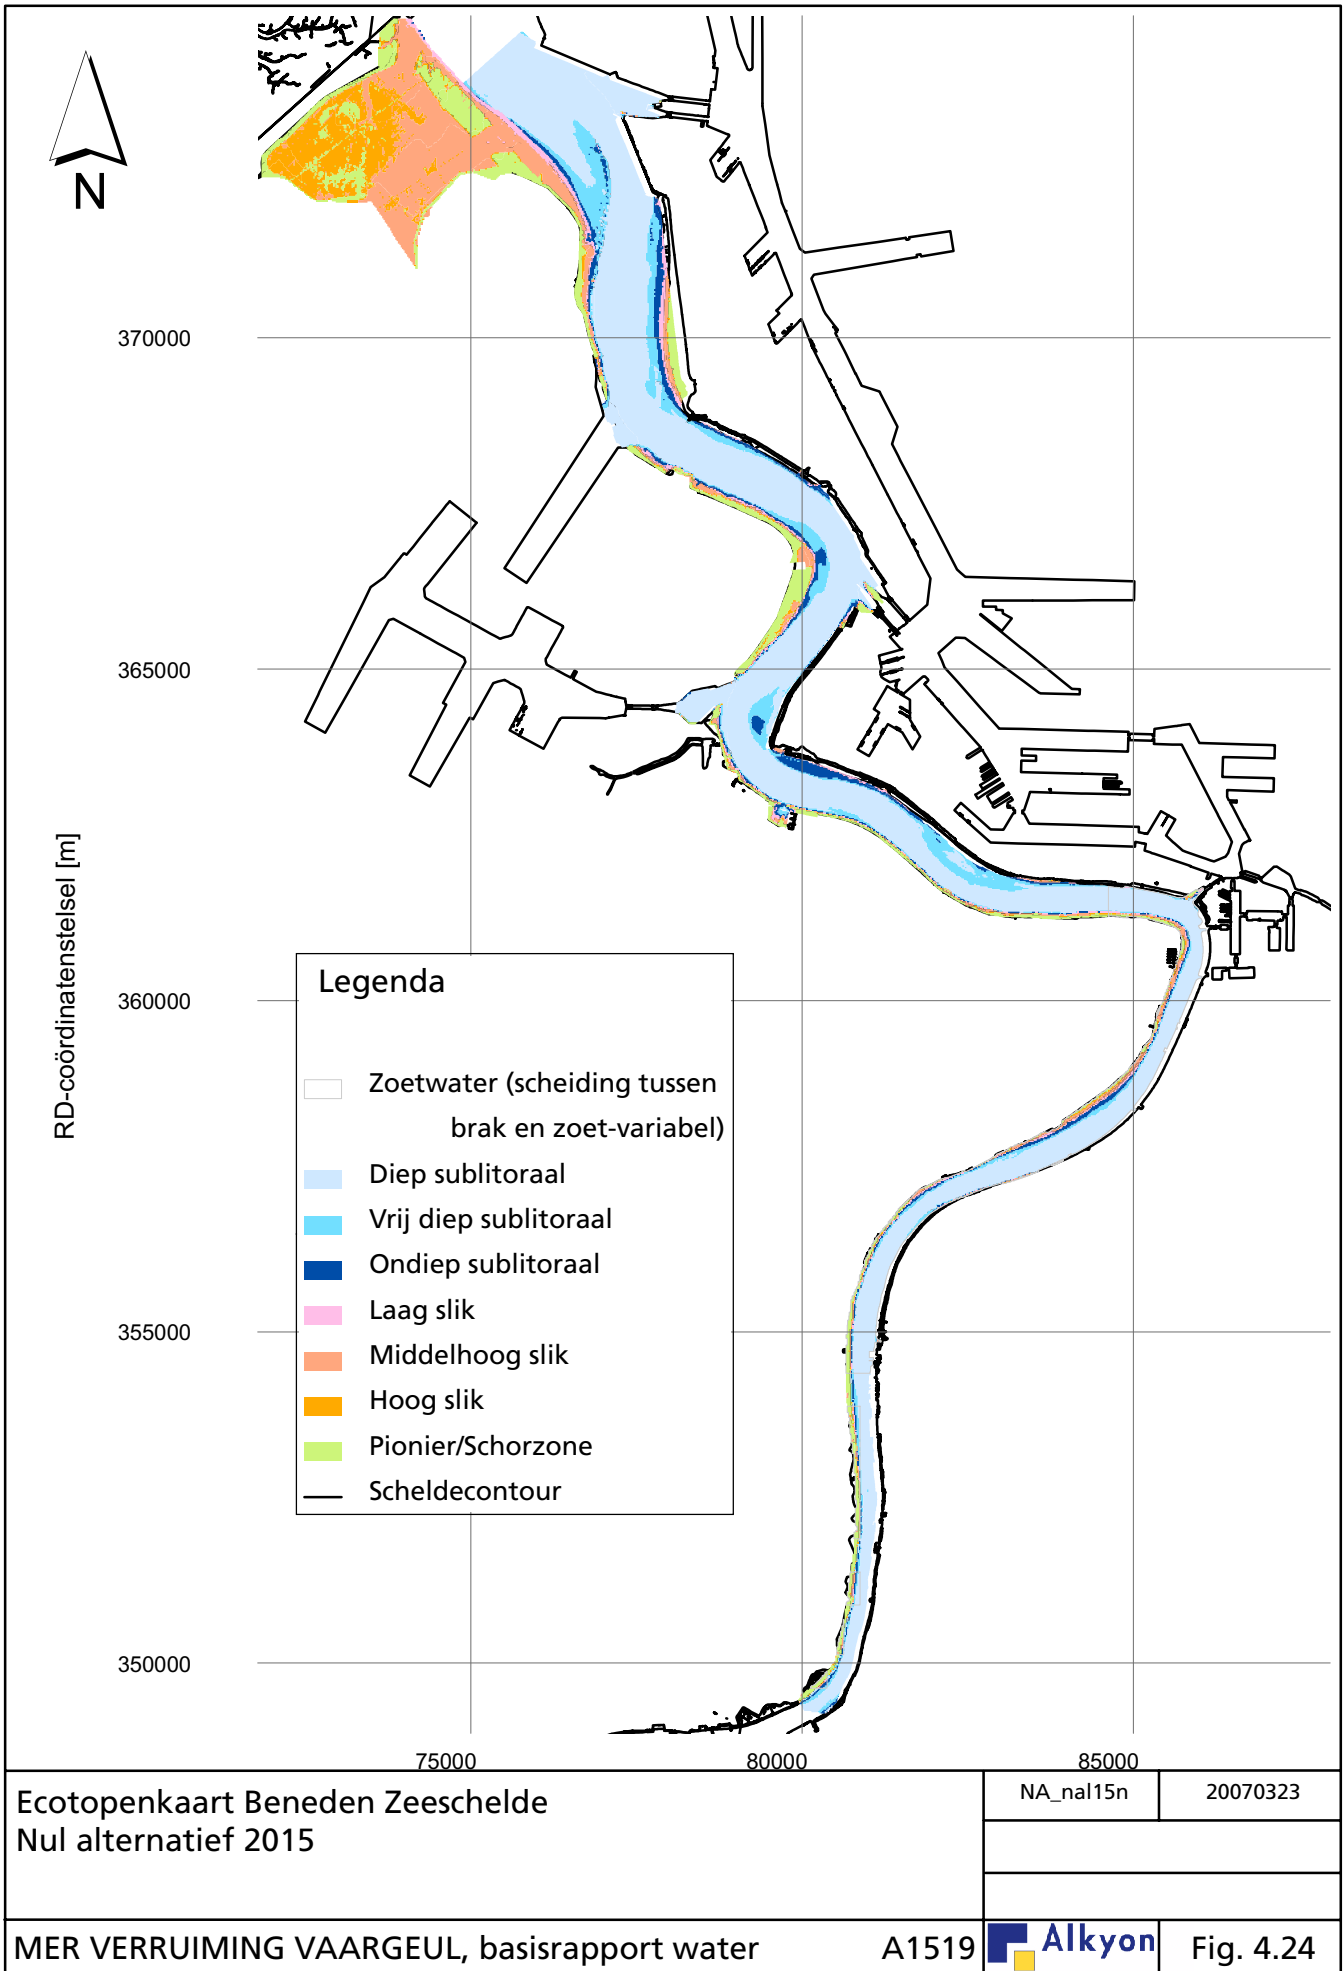 N
370000
365000
360000
355000
350000
RD-coördinatenstelsel [m]
Legenda
Zoetwater (scheiding tussen
brak en zoet-variabel)
Diep sublitoraal
Vrij diep sublitoraal
Ondiep sublitoraal
Laag slik
Middelhoog slik
Hoog slik
Pionier/Schorzone
Scheldecontour
75000 80000 85000
Ecotopenkaart Beneden Zeeschelde
Nul alternatief 2015
NA_nal15n 20070323
MER VERRUIMING VAARGEUL, basisrapport water A1519 Alkyon Fig. 4.24